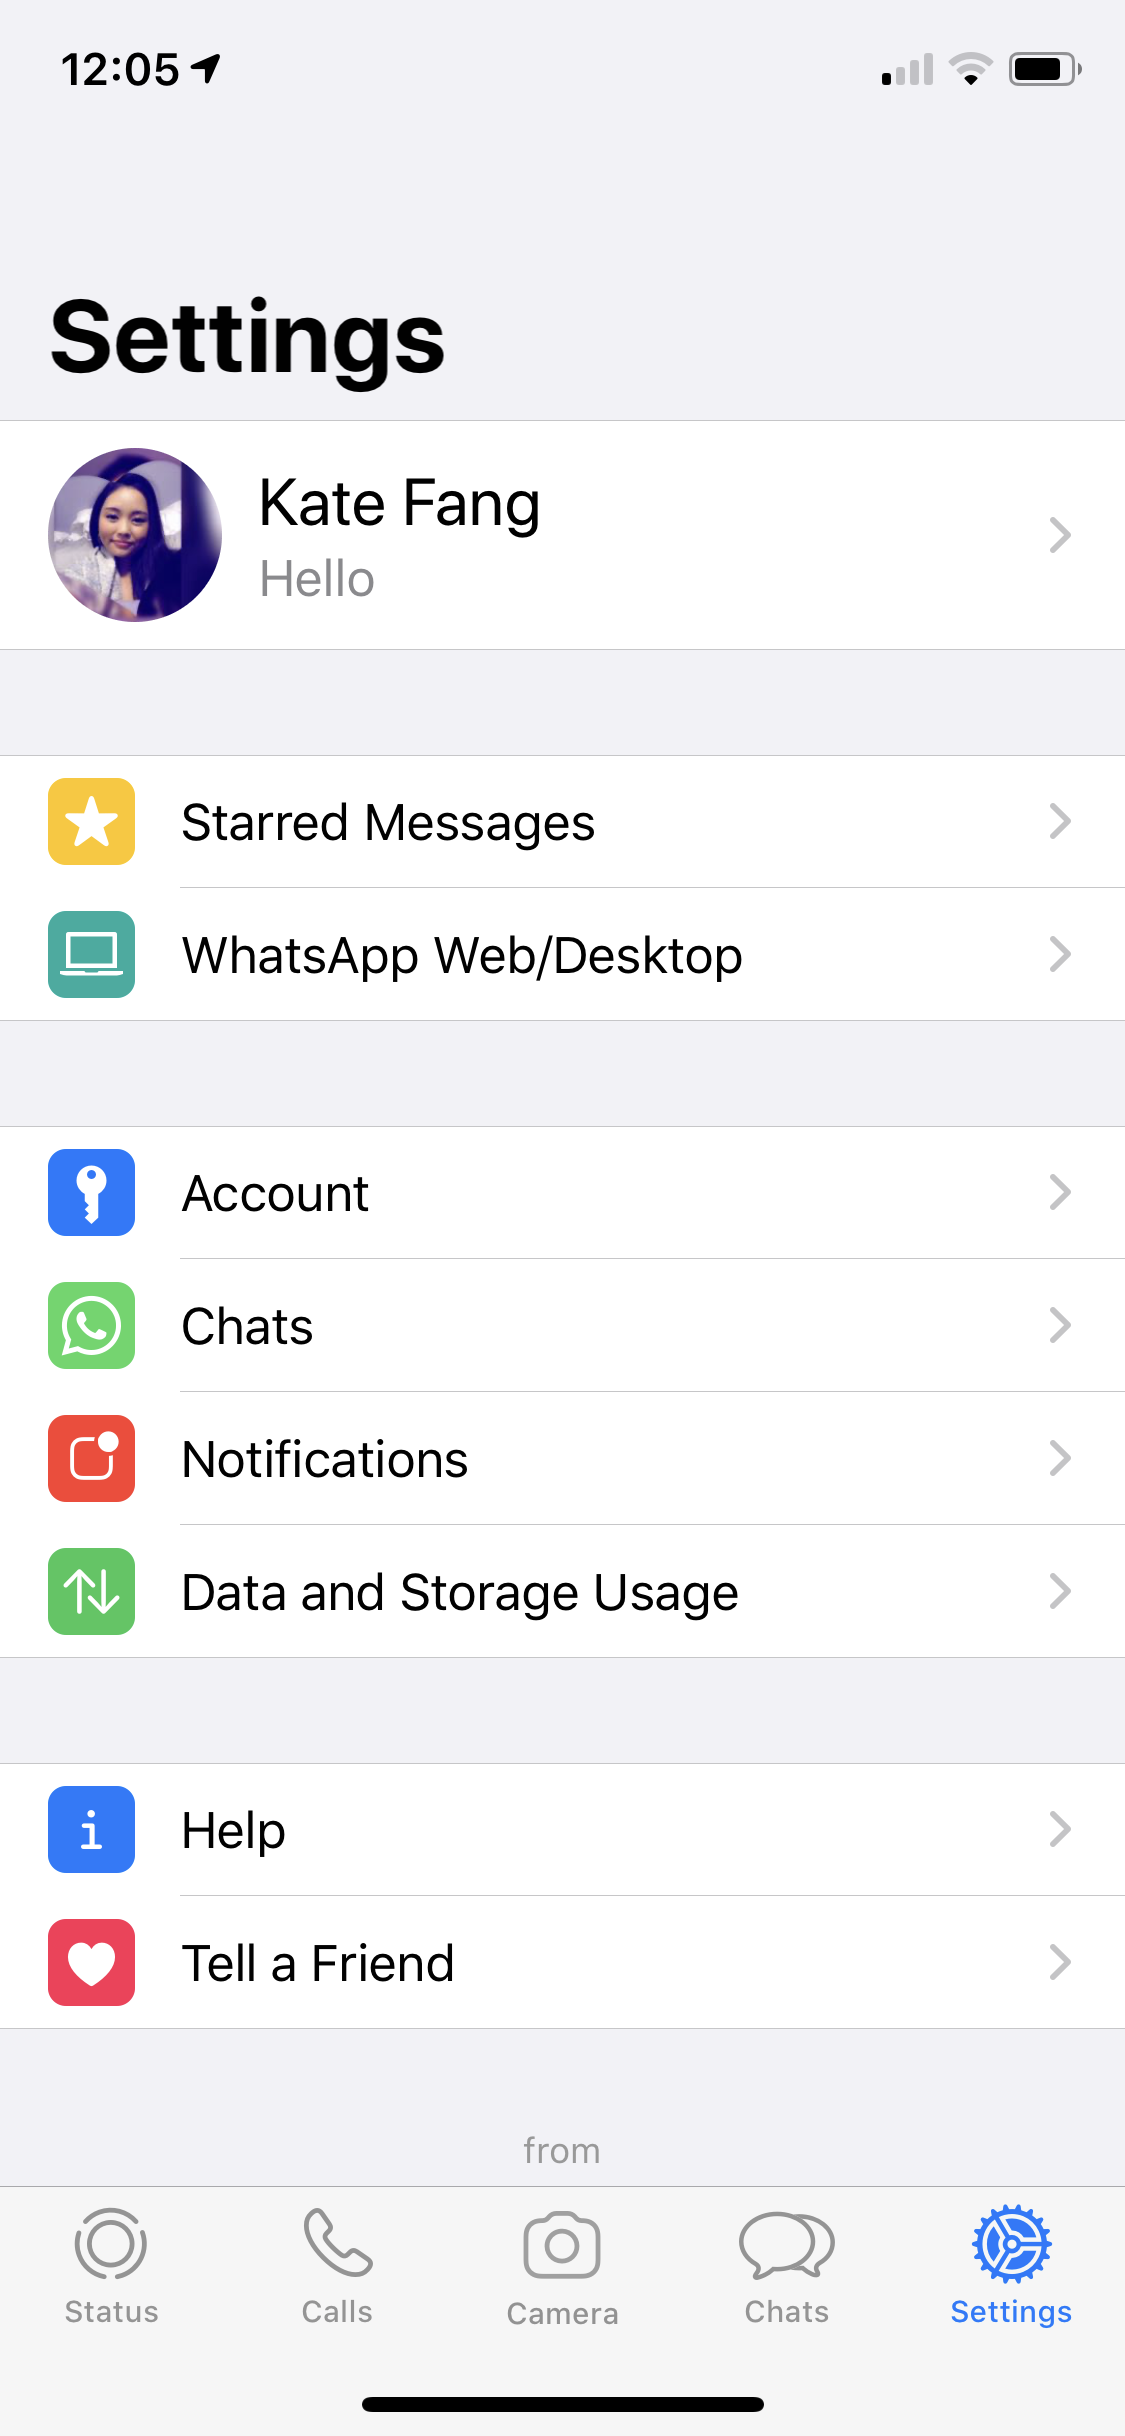 12:05
Settings
Kate Fang
Hello
Starred Messages
WhatsApp Web/Desktop
Account
Chats
Notifications
Data and Storage Usage
Help
Tell a Friend
from
Status
Calls
Camera
Chats
Settings